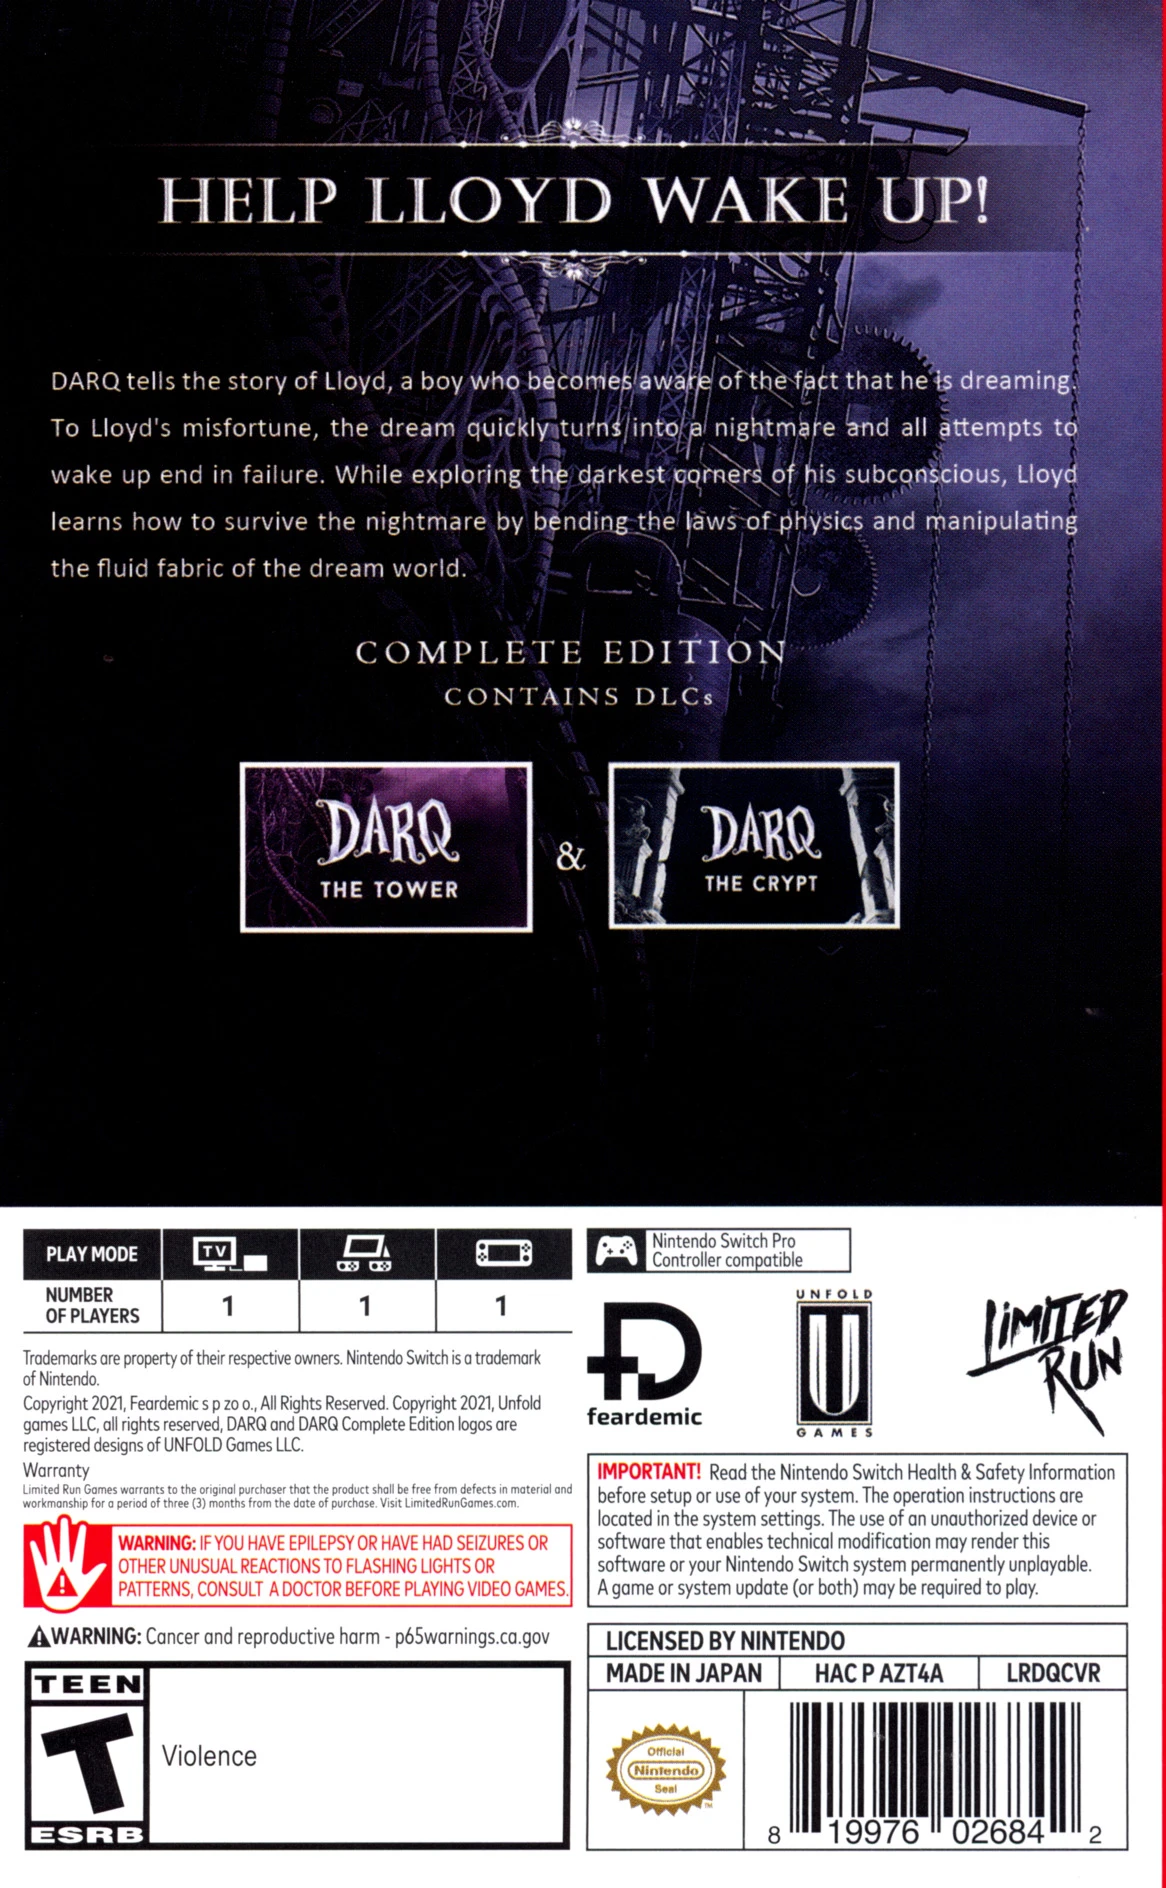 HELP LLOYD WAKE UP!
DARQ tells the story of Lloyd, a boy who becomes aware of the fact that he is dreaming.
To Lloyd's misfortune, the dream quickly turns into a nightmare and all attempts to
wake up end in failure. While exploring the darkest corners of his subconscious, Lloyd
learns how to survive the nightmare by bending the laws of physics and manipulating
the fluid fabric of the dream world.
COMPLETE EDITION
CONTAINS DLCs
DARQ
THE TOWER
&
DARQ
THE CRYPT
PLAY MODE
TV
NUMBER
OF PLAYERS
1
1
1
Trademarks are property of their respective owners. Nintendo Switch is a trademark
of Nintendo.
Copyright 2021, Feardemic s p zo o., All Rights Reserved. Copyright 2021, Unfold
games LLC, all rights reserved, DARQ and DARQ Complete Edition logos are
registered designs of UNFOLD Games LLC.
Warranty
Limited Run Games warrants to the original purchaser that the product shall be free from defects in material and
workmanship for a period of three (3) months from the date of purchase. Visit LimitedRunGames.com.
WARNING: IF YOU HAVE EPILEPSY OR HAVE HAD SEIZURES OR
OTHER UNUSUAL REACTIONS TO FLASHING LIGHTS OR
PATTERNS, CONSULT A DOCTOR BEFORE PLAYING VIDEO GAMES.
WARNING: Cancer and reproductive harm - p65warnings.ca.gov
TEEN
T
ESRB
Violence
Nintendo Switch Pro
Controller compatible
feardemic
UNFOLD
U
GAMES
LIMITED
RUN
IMPORTANT! Read the Nintendo Switch Health & Safety Information
before setup or use of your system. The operation instructions are
located in the system settings. The use of an unauthorized device or
software that enables technical modification may render this
software or your Nintendo Switch system permanently unplayable.
A game or system update (or both) may be required to play.
LICENSED BY NINTENDO
MADE IN JAPAN
HAC P AZT4A
LRDQCVR
Official
Nintendo
Seal
TM
8 19976 02684 2